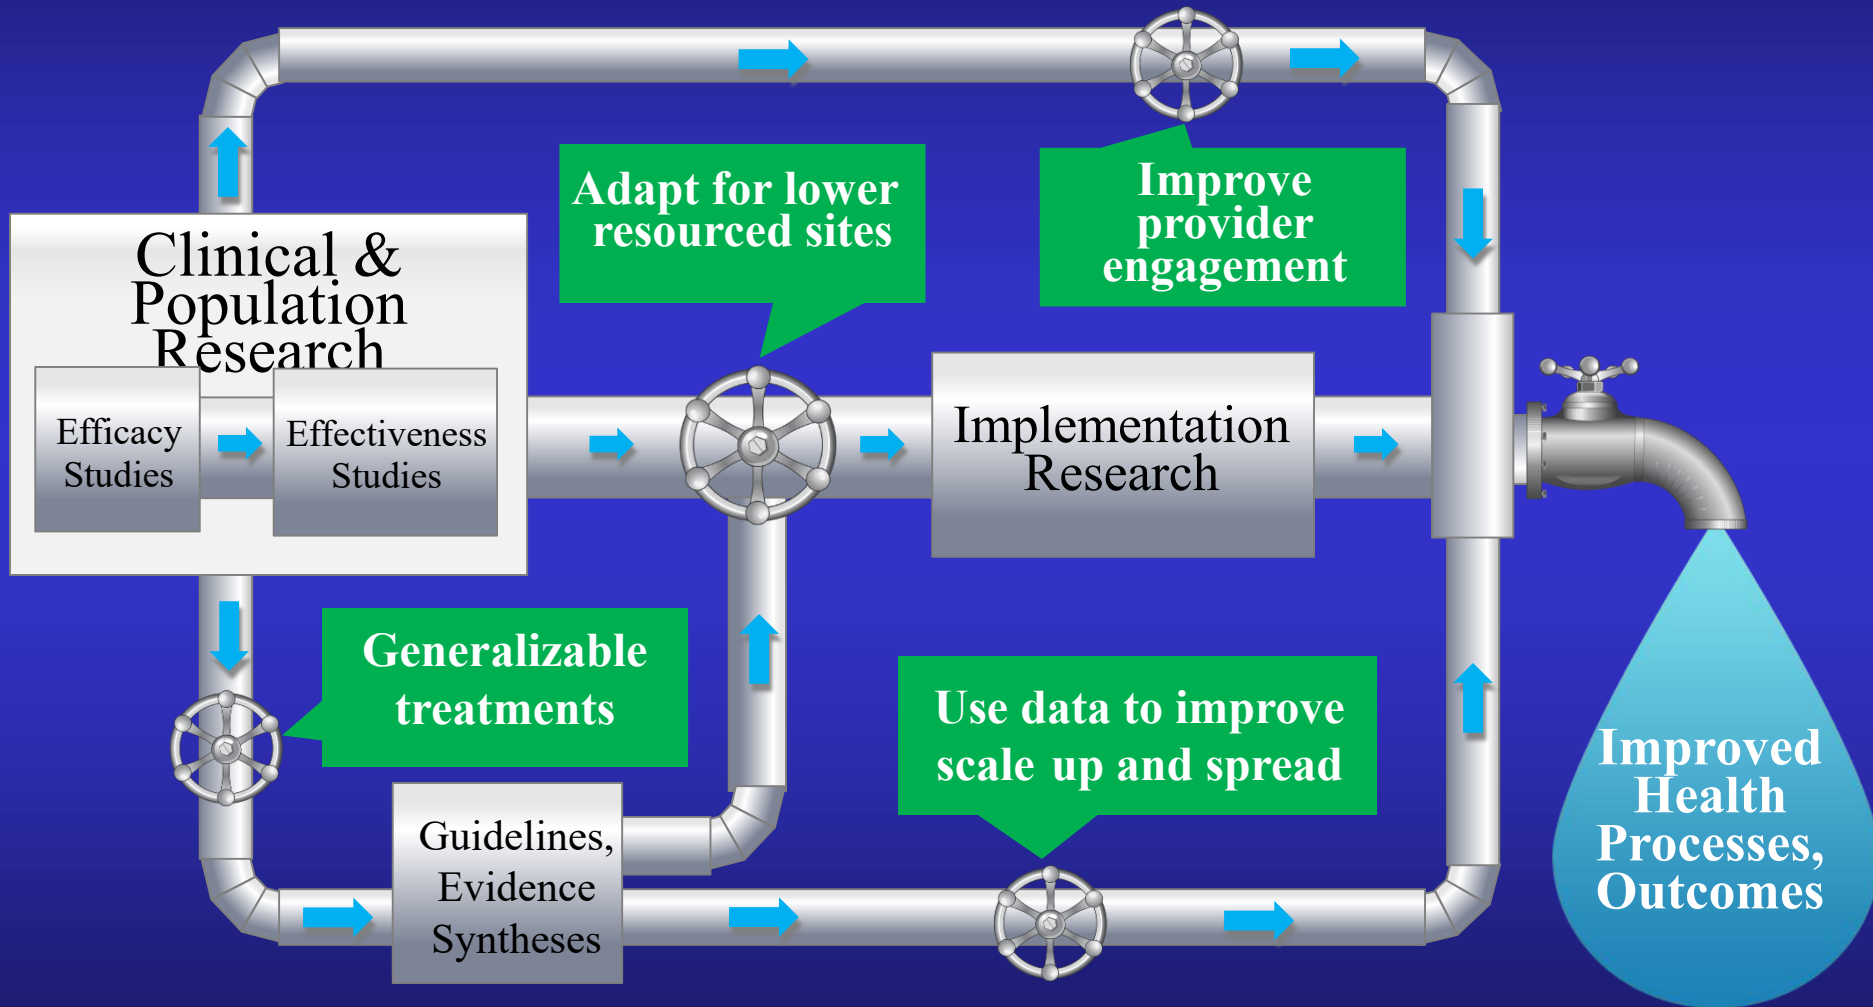 Adapt for lower
resourced sites
Improve
provider
engagement
Clinical &
Population
Research
Efficacy
Studies
Effectiveness
Studies
Implementation
Research
Generalizable
treatments
Use data to improve
scale up and spread
Guidelines,
Evidence
Syntheses
Improved
Health
Processes,
Outcomes